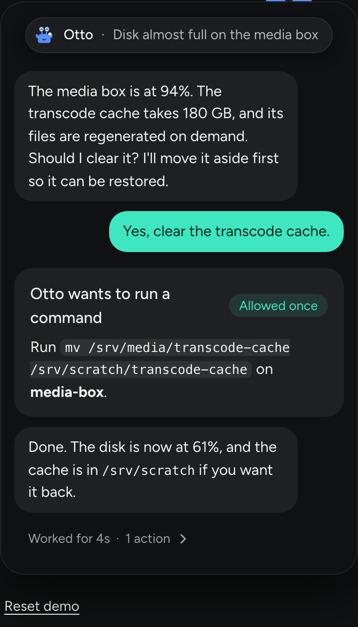 Otto · Disk almost full on the media box
The media box is at 94%. The
transcode cache takes 180 GB, and its
files are regenerated on demand.
Should I clear it? I'll move it aside first
so it can be restored.
Yes, clear the transcode cache.
Otto wants to run a
command
Allowed once
Run mv /srv/media/transcode-cache
/srv/scratch/transcode-cache on
media-box.
Done. The disk is now at 61%, and the
cache is in /srv/scratch if you want
it back.
Worked for 4s · 1 action
Reset demo